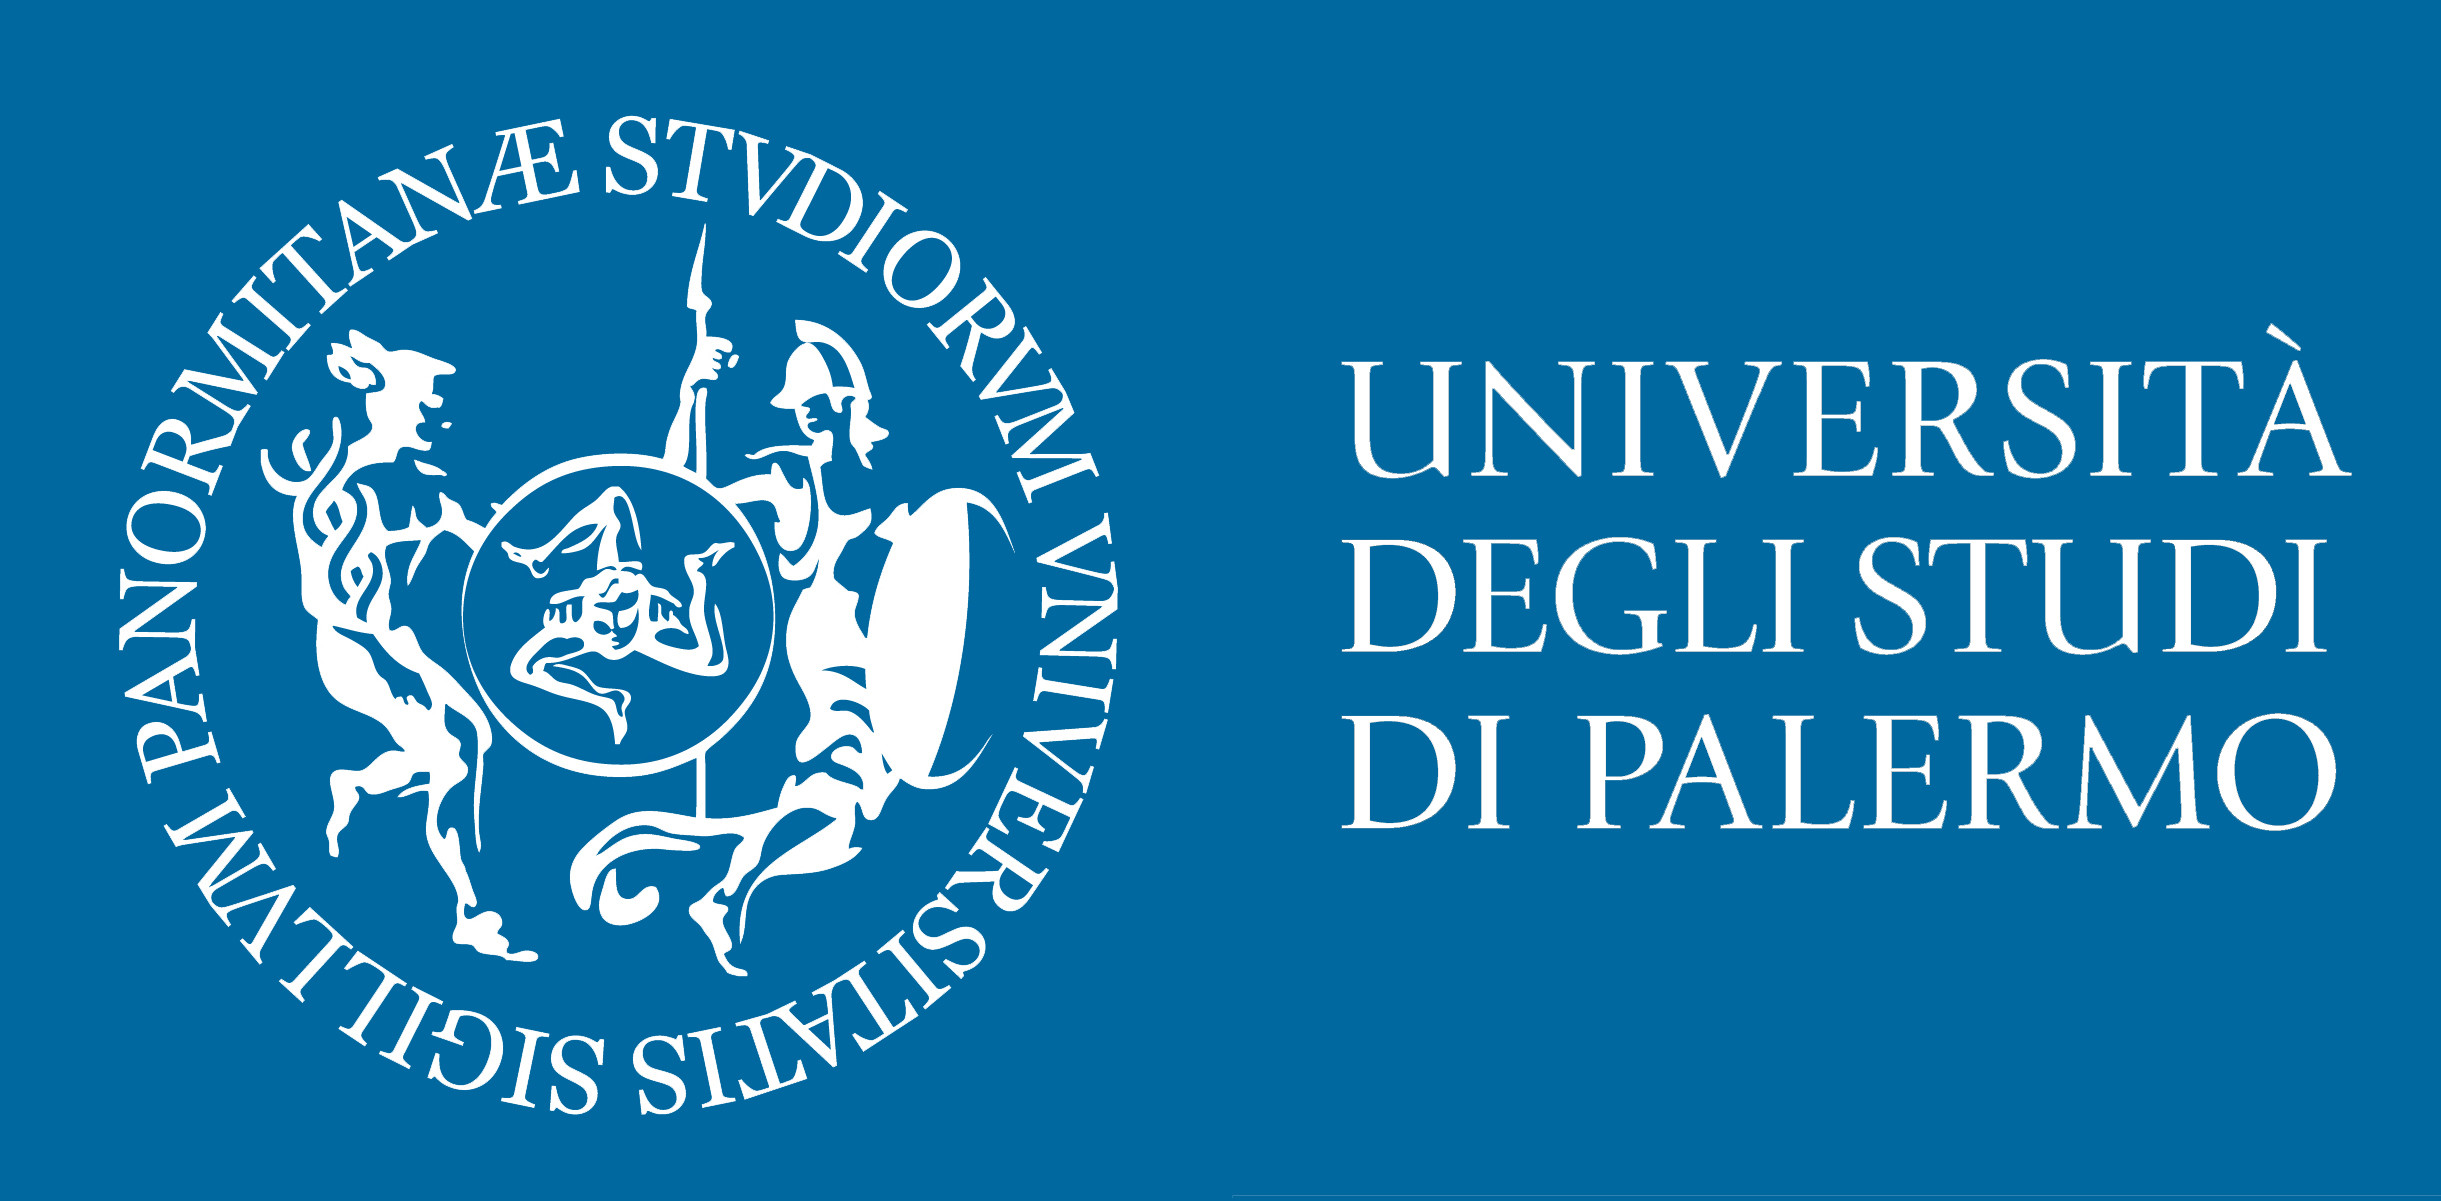 PANORMITANÆ STVDIORVM VNIVERSITATIS SIGILLVM
UNIVERSITÀ
DEGLI STUDI
DI PALERMO